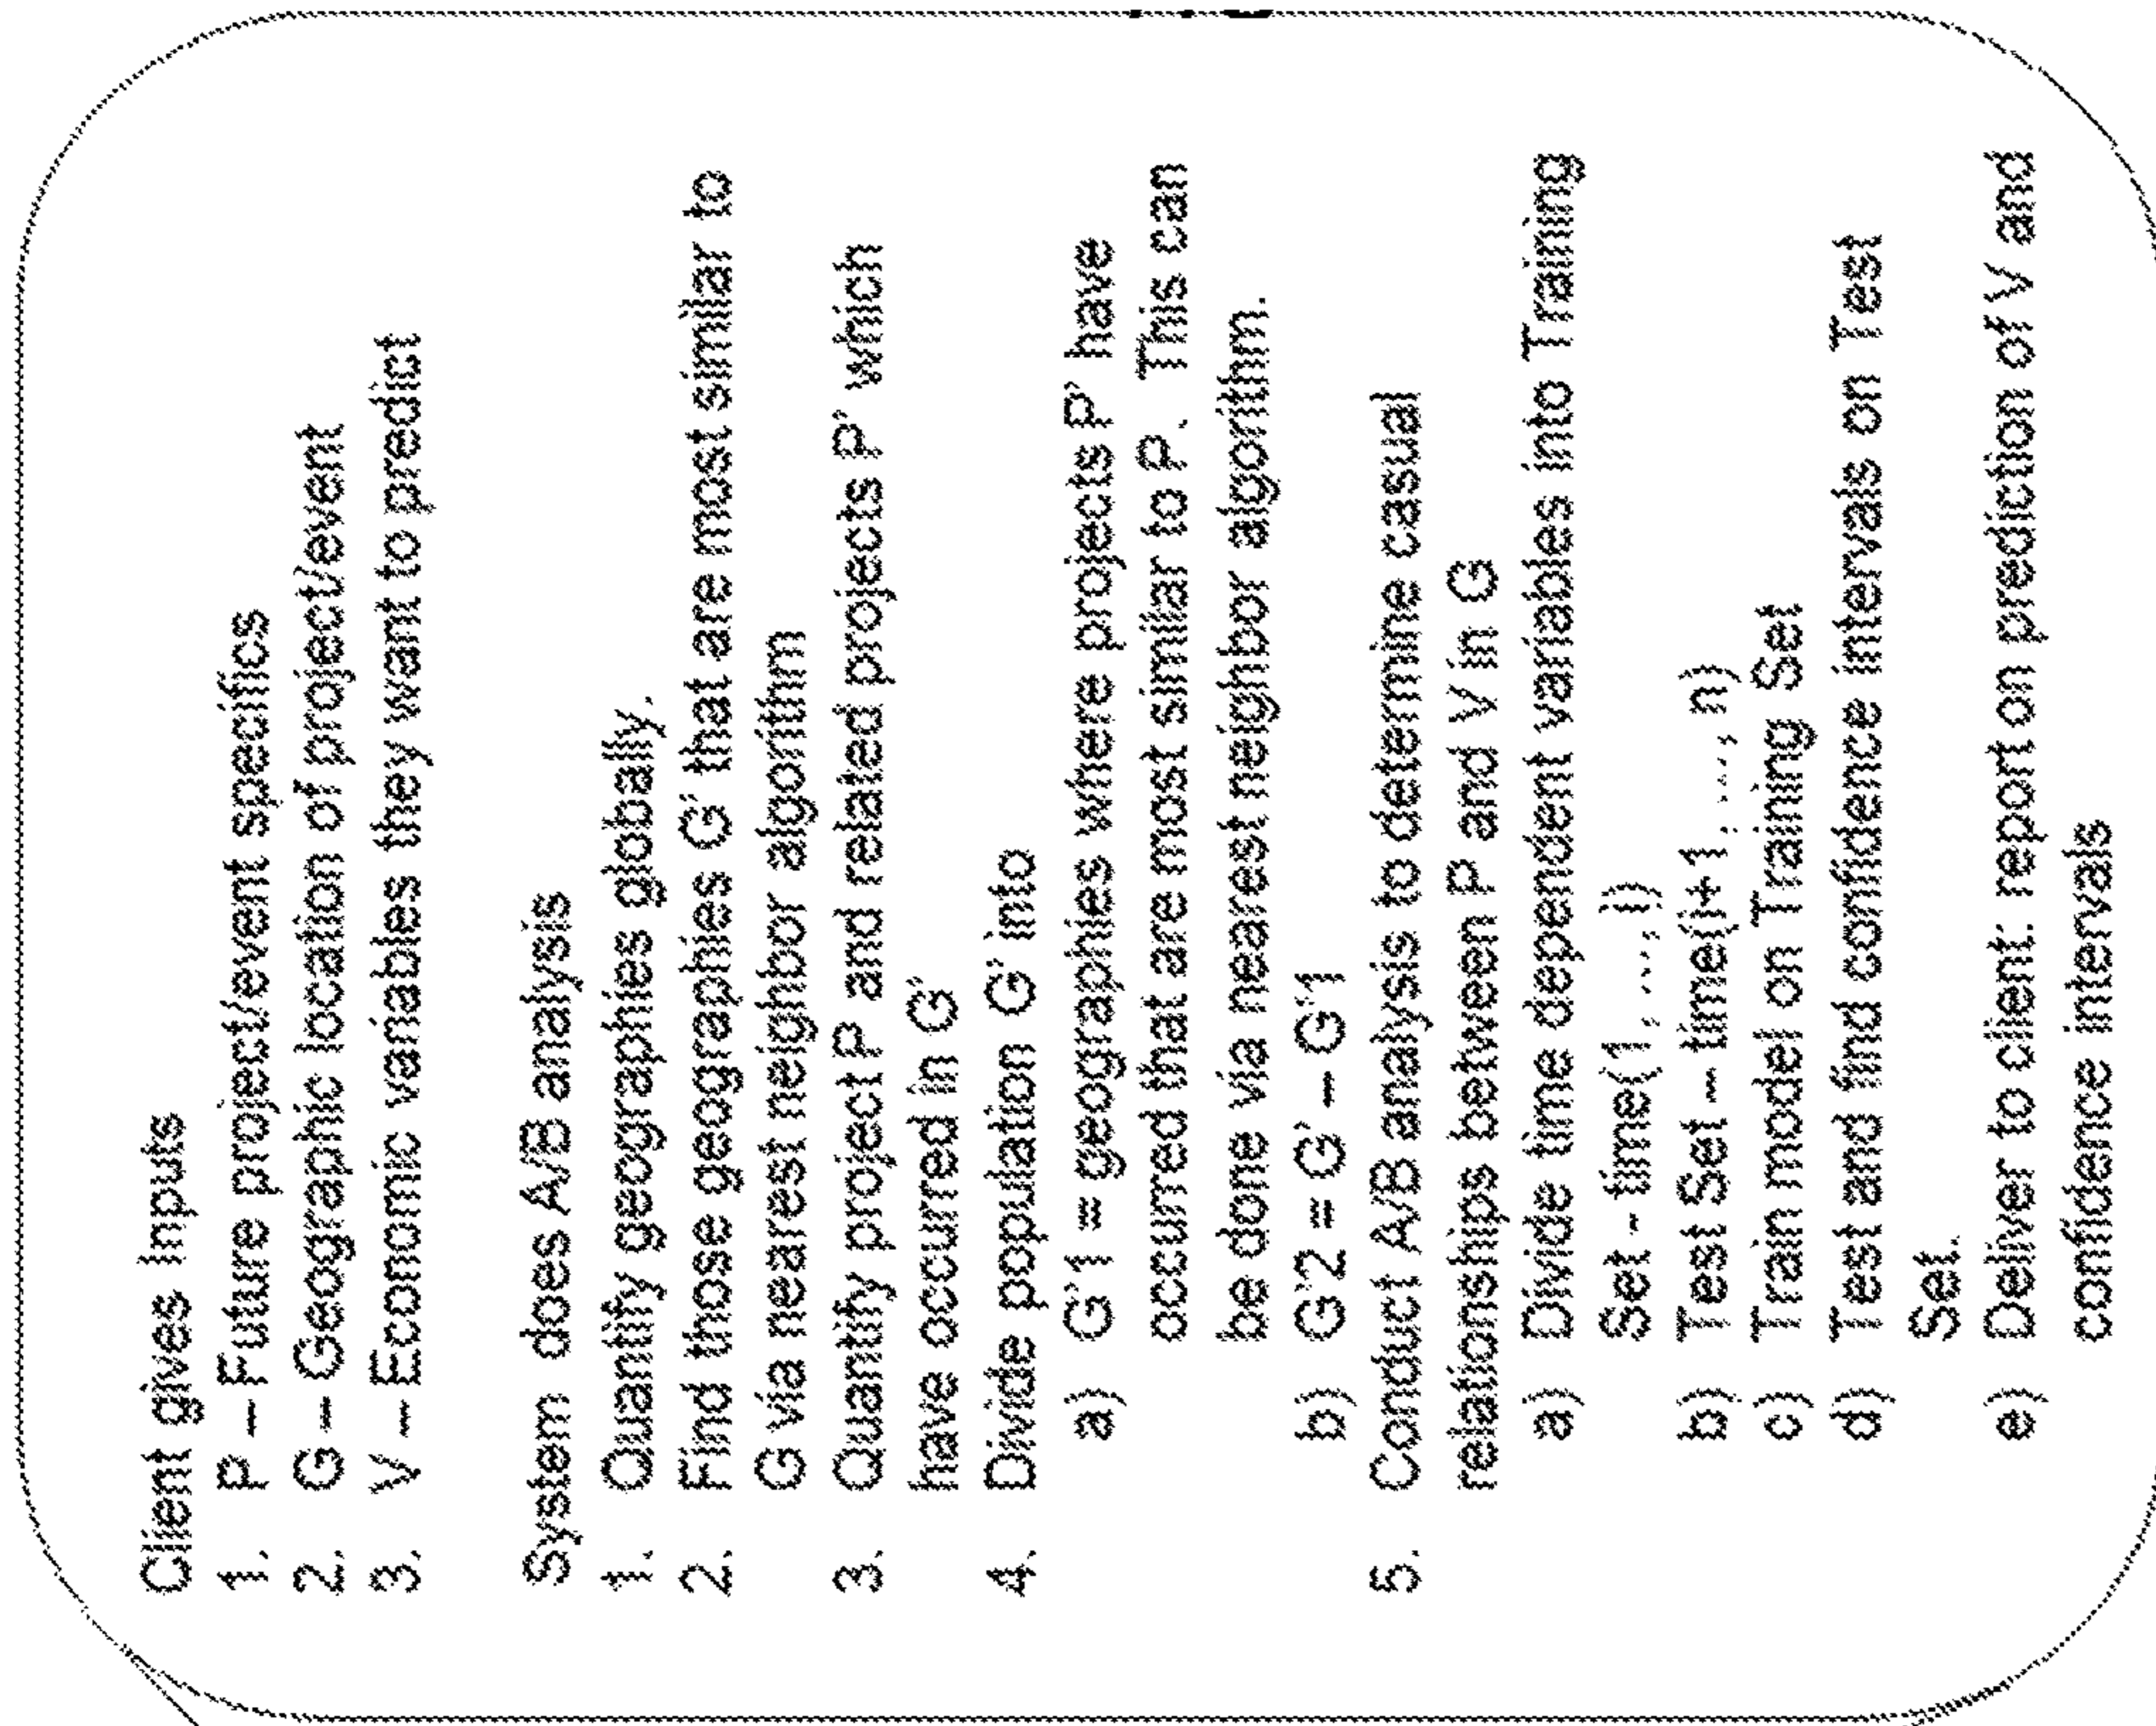 Client gives Inputs
1. P – Future project/event specifics
2. G – Geographic location of project/event
3. V – Economic variables they want to predict
System does A/B analysis
1. Quantify geographies globally.
2. Find those geographies G' that are most similar to
G via nearest neighbor algorithm
3. Quantify project P and related projects P' which
have occurred in G'
4. Divide population G' into
a) G'1 = geographies where projects P' have
occurred that are most similar to P. This can
be done via nearest neighbor algorithm.
b) G'2 = G' – G'1
5. Conduct A/B analysis to determine casual
relationships between P and V in G
a) Divide time dependent variables into Training
Set - time(1, ..., i)
b) Test Set – time(i+1, ..., n)
c) Train model on Training Set
d) Test and find confidence intervals on Test
Set.
e) Deliver to client: report on prediction of V and
confidence intervals